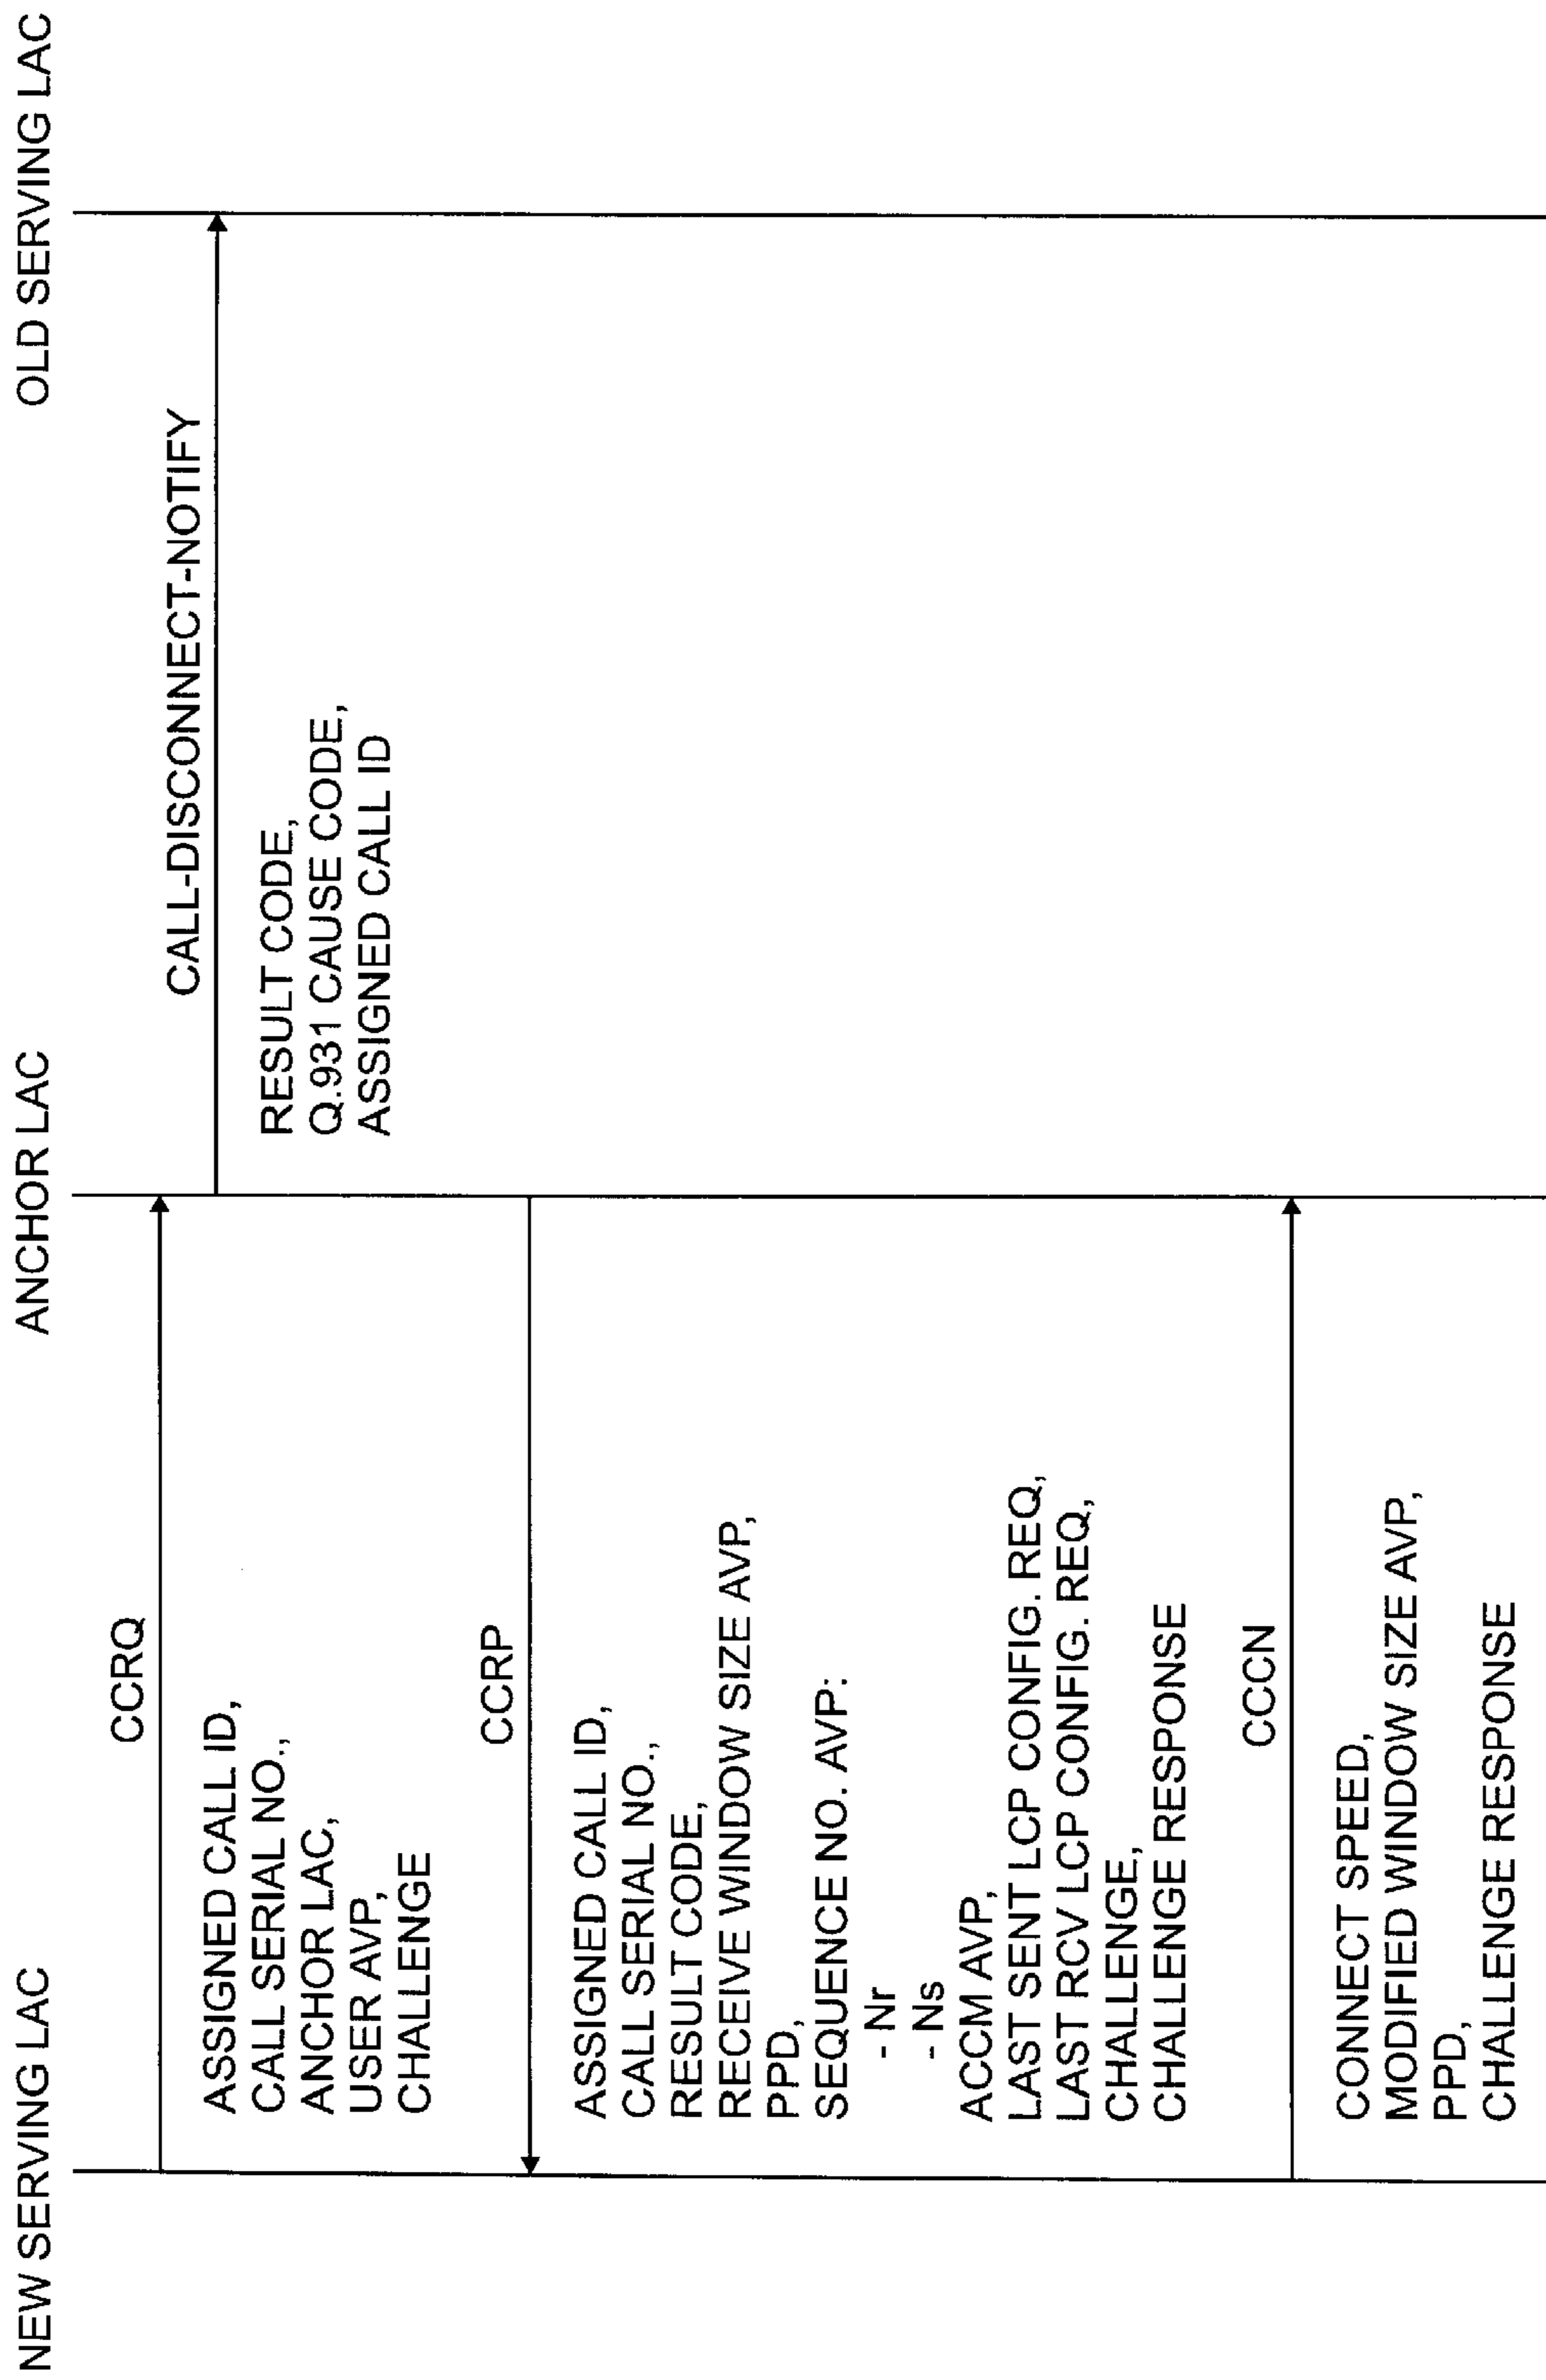 NEW SERVING LAC
ANCHOR LAC
OLD SERVING LAC
CCRQ
ASSIGNED CALL ID,
CALL SERIAL NO.,
ANCHOR LAC,
USER AVP,
CHALLENGE
CALL-DISCONNECT-NOTIFY
RESULT CODE,
Q.931 CAUSE CODE,
ASSIGNED CALL ID
CCRP
ASSIGNED CALL ID,
CALL SERIAL NO.,
RESULT CODE,
RECEIVE WINDOW SIZE AVP,
PPD,
SEQUENCE NO. AVP:
- Nr
- Ns
ACCM AVP,
LAST SENT LCP CONFIG. REQ,
LAST RCV LCP CONFIG. REQ,
CHALLENGE,
CHALLENGE RESPONSE
CCCN
CONNECT SPEED,
MODIFIED WINDOW SIZE AVP,
PPD,
CHALLENGE RESPONSE